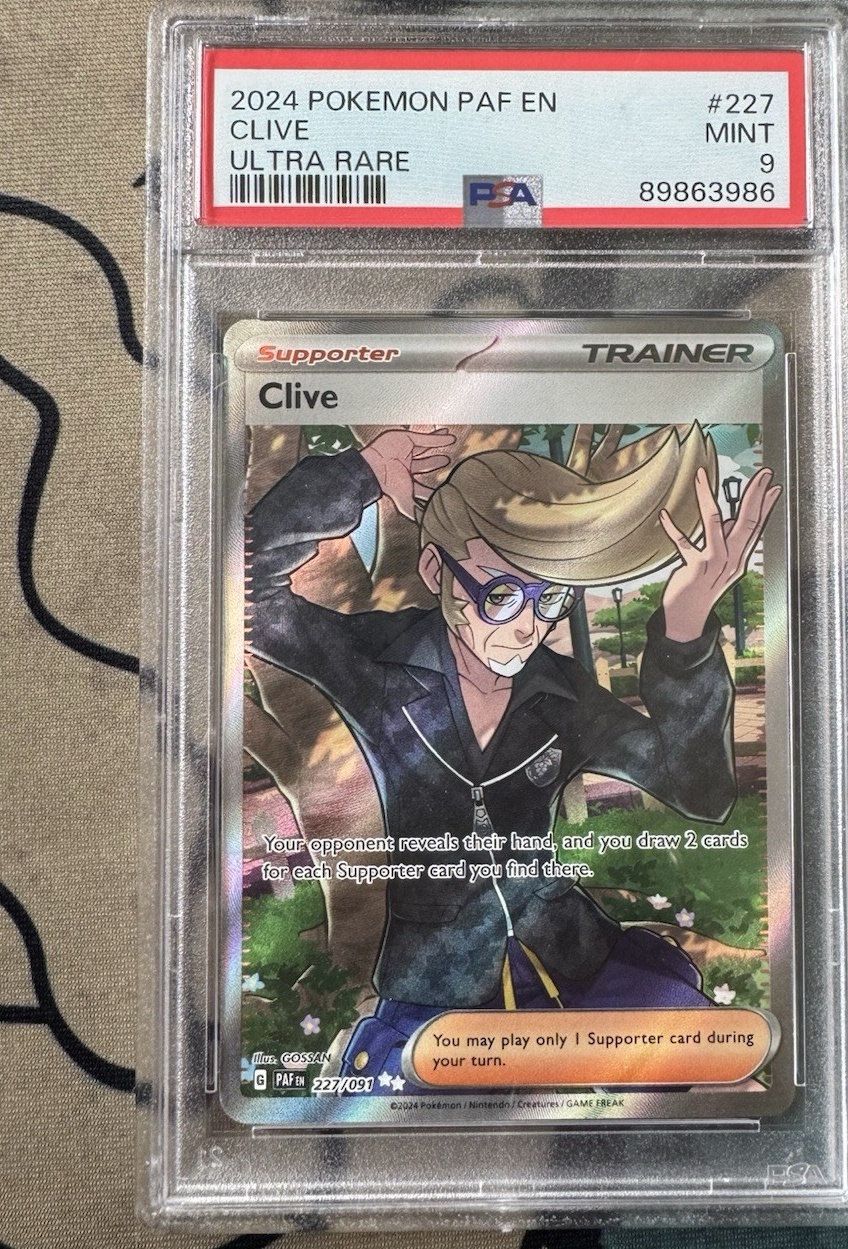 2024 POKEMON PAF EN #227
CLIVE MINT
ULTRA RARE 9
PSA 89863986
Supporter TRAINER
Clive
Your opponent reveals their hand, and you draw 2 cards
for each Supporter card you find there.
You may play only 1 Supporter card during
your turn.
Illus. GOSSAN
G PAF EN 227/091
©2024 Pokémon / Nintendo / Creatures / GAME FREAK
PSA